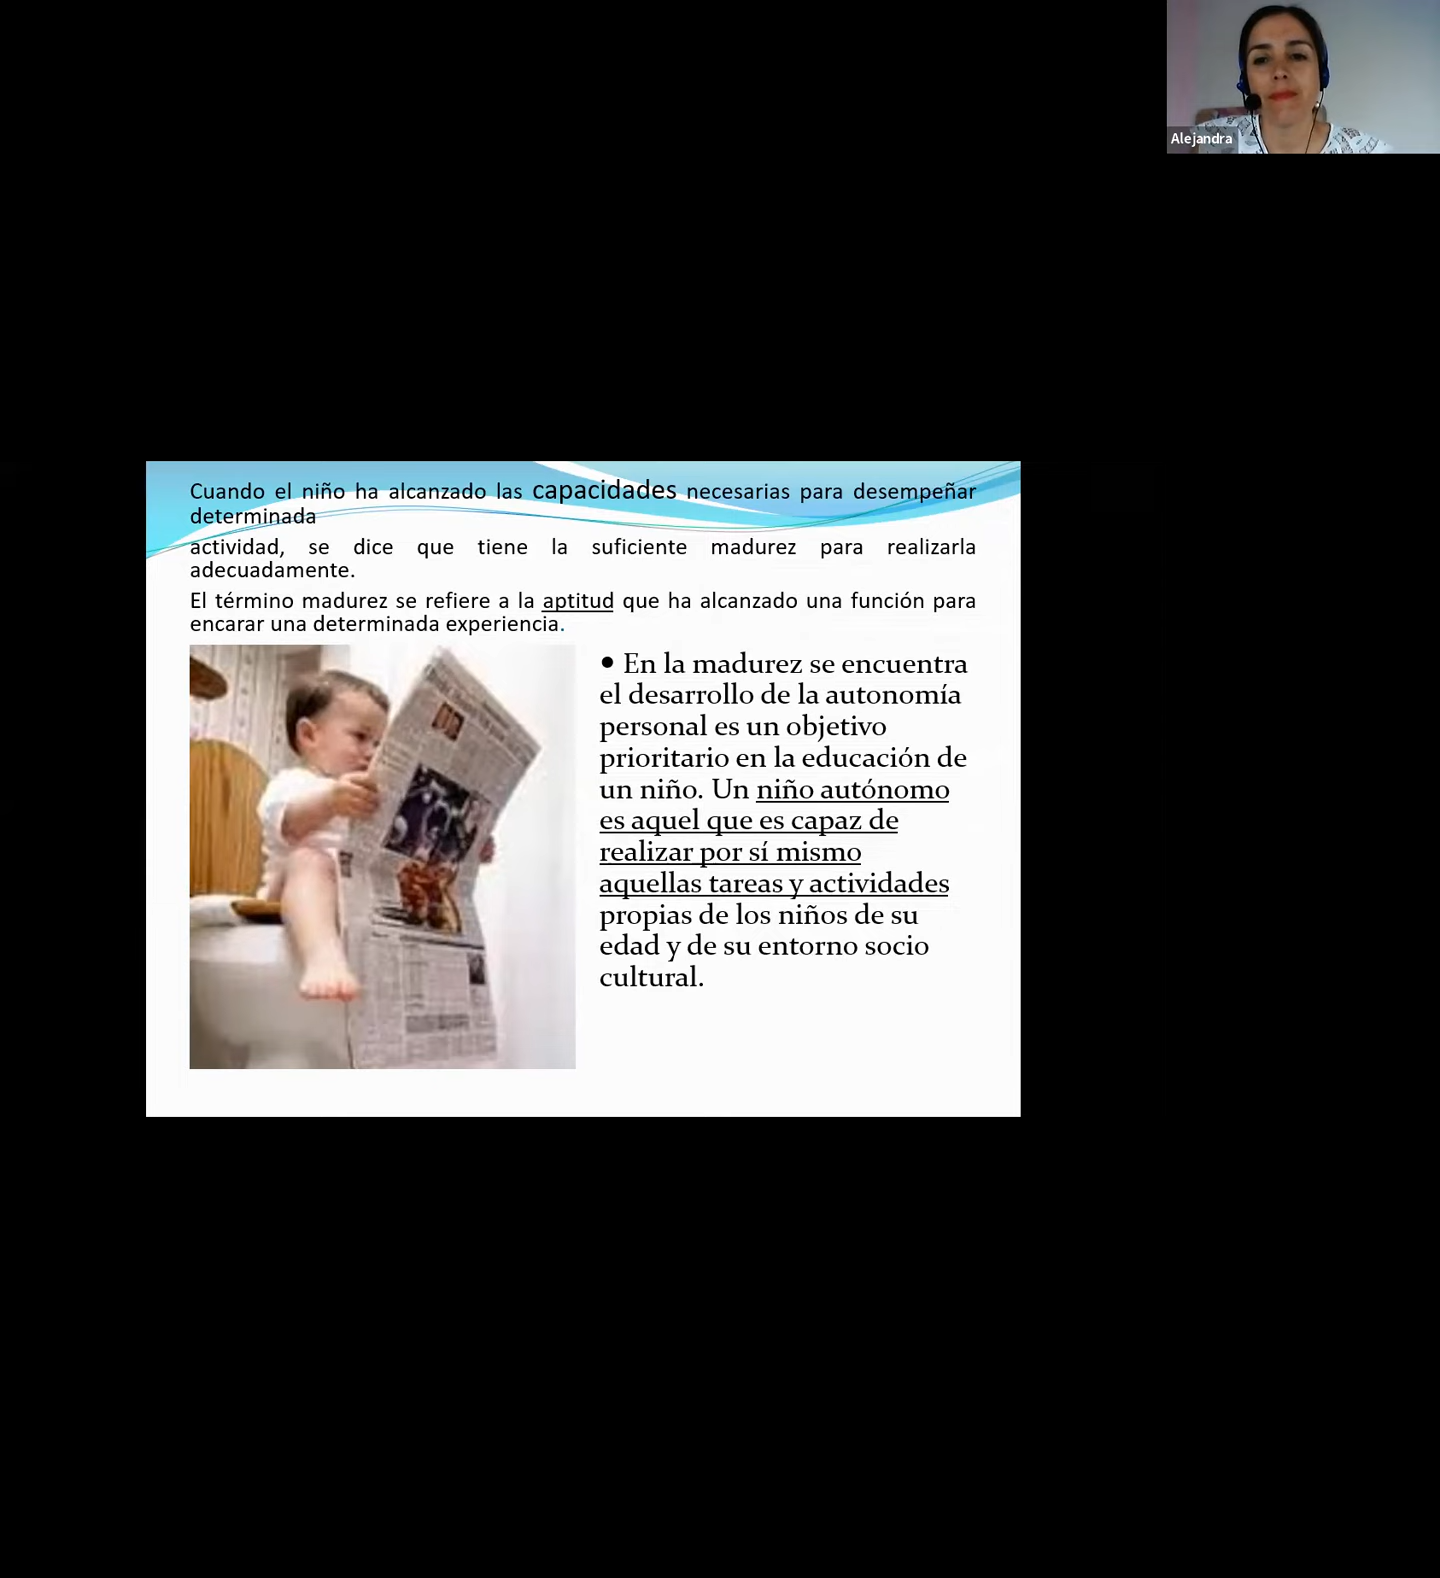 Alejandra
Cuando el niño ha alcanzado las capacidades necesarias para desempeñar
determinada
actividad, se dice que tiene la suficiente madurez para realizarla
adecuadamente.
El término madurez se refiere a la aptitud que ha alcanzado una función para
encarar una determinada experiencia.
• En la madurez se encuentra
el desarrollo de la autonomía
personal es un objetivo
prioritario en la educación de
un niño. Un niño autónomo
es aquel que es capaz de
realizar por sí mismo
aquellas tareas y actividades
propias de los niños de su
edad y de su entorno socio
cultural.